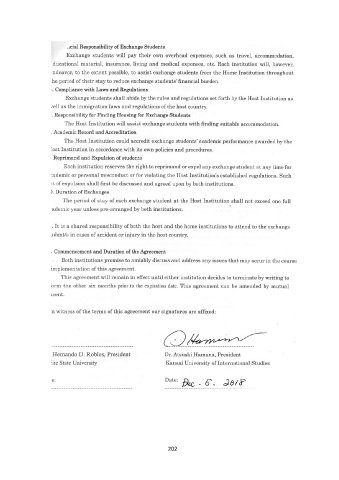 cial Responsibility of Exchange Students
Exchange students will pay their own overhead expenses, such as travel, accommodation,
ducational material, insurance, living and medical expenses, etc. Each institution will, however,
ndeavor, to the extent possible, to assist exchange students from the Home Institution throughout
he period of their stay to reduce exchange students' financial burden.
. Compliance with Laws and Regulations
Exchange students shall abide by the rules and regulations set forth by the Host Institution as
vell as the immigration laws and regulations of the host country.
. Responsibility for Finding Housing for Exchange Students
The Host Institution will assist exchange students with finding suitable accommodation.
. Academic Record and Accreditation
The Host Institution could accredit exchange students' academic performance awarded by the
ost Institution in accordance with its own policies and procedures.
Reprimand and Expulsion of students
Each institution reserves the right to reprimand or expel any exchange student at any time for
cademic or personal misconduct or for violating the Host Institution's established regulations. Such
of expulsion shall first be discussed and agreed upon by both institutions.
Duration of Exchanges
The period of stay of each exchange student at the Host Institution shall not exceed one full
ademic year unless pre-arranged by both institutions.
. It is a shared responsibility of both the host and the home institutions to attend to the exchange
udents in cases of accident or injury in the host country.
. Commencement and Duration of the Agreement
Both institutions promise to amiably discuss and address any issues that may occur in the course
implementation of this agreement.
This agreement will remain in effect until either institution decides to terminate by writing to
orm the other six months prior to the expiration date. This agreement can be amended by mutual
ment.
n witness of the terms of this agreement our signatures are affixed:
Hernando D. Robles, President
Dr. Atsushi Hamana, President
ite State University
Kansai University of International Studies
e:
Date: Dec. 5. 2018
202